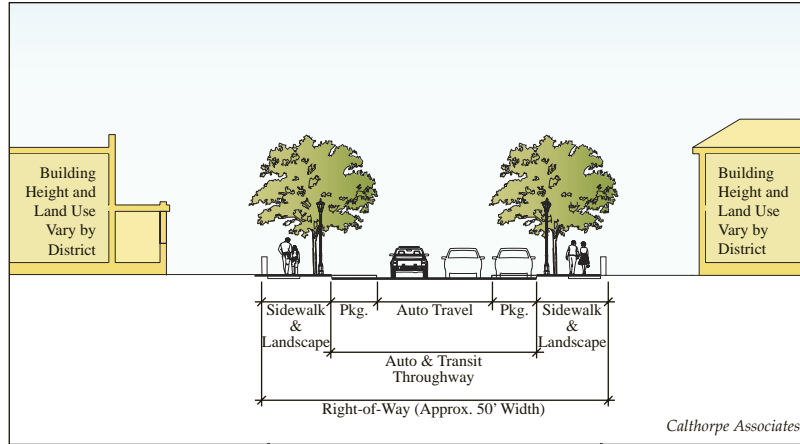 Building
Height and
Land Use
Vary by
District
Building
Height and
Land Use
Vary by
District
Sidewalk
&
Landscape
Pkg.
Auto Travel
Pkg.
Sidewalk
&
Landscape
Auto & Transit
Throughway
Right-of-Way (Approx. 50’ Width)
Calthorpe Associates